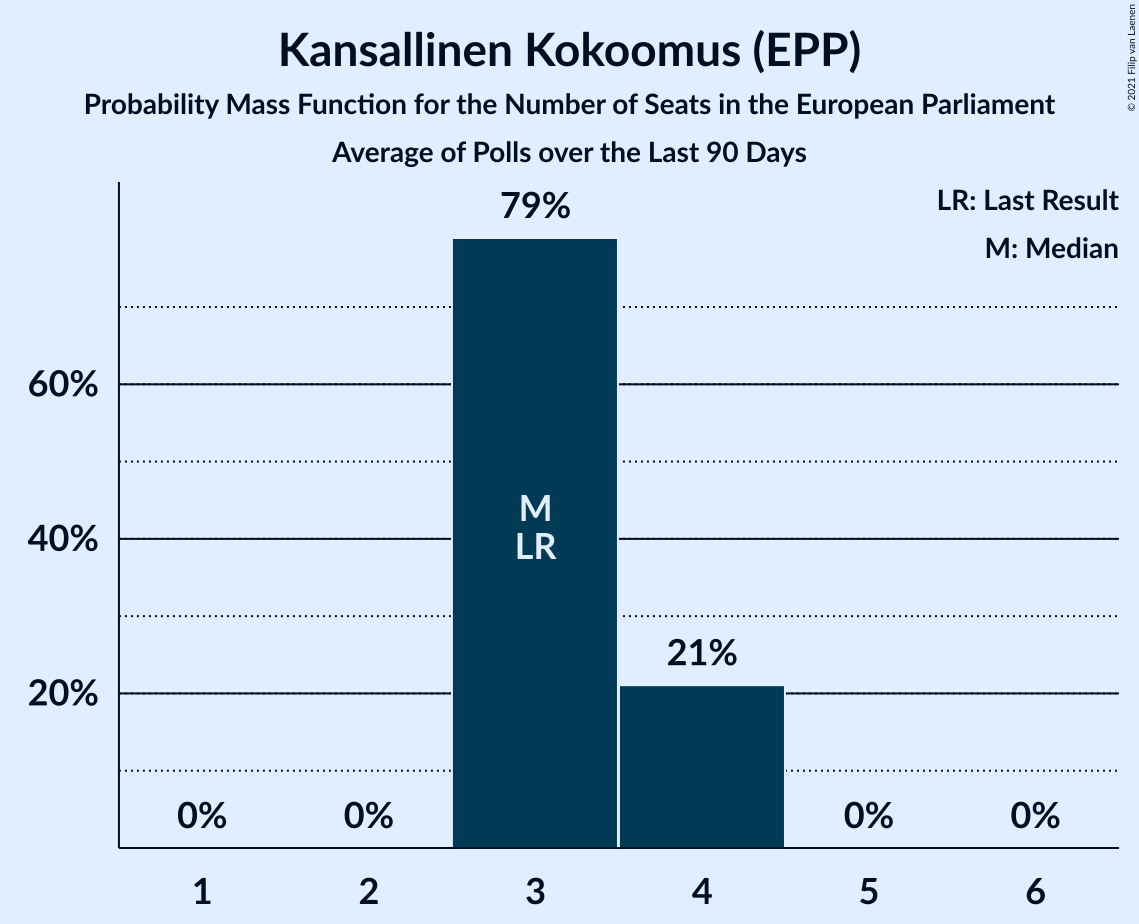 Kansallinen Kokoomus (EPP)
Probability Mass Function for the Number of Seats in the European Parliament
Average of Polls over the Last 90 Days
© 2021 Filip van Laenen
LR: Last Result
M: Median
79%
60%
M
40%
LR
21%
20%
0% 0% 0% 0%
1 2 3 4 5 6